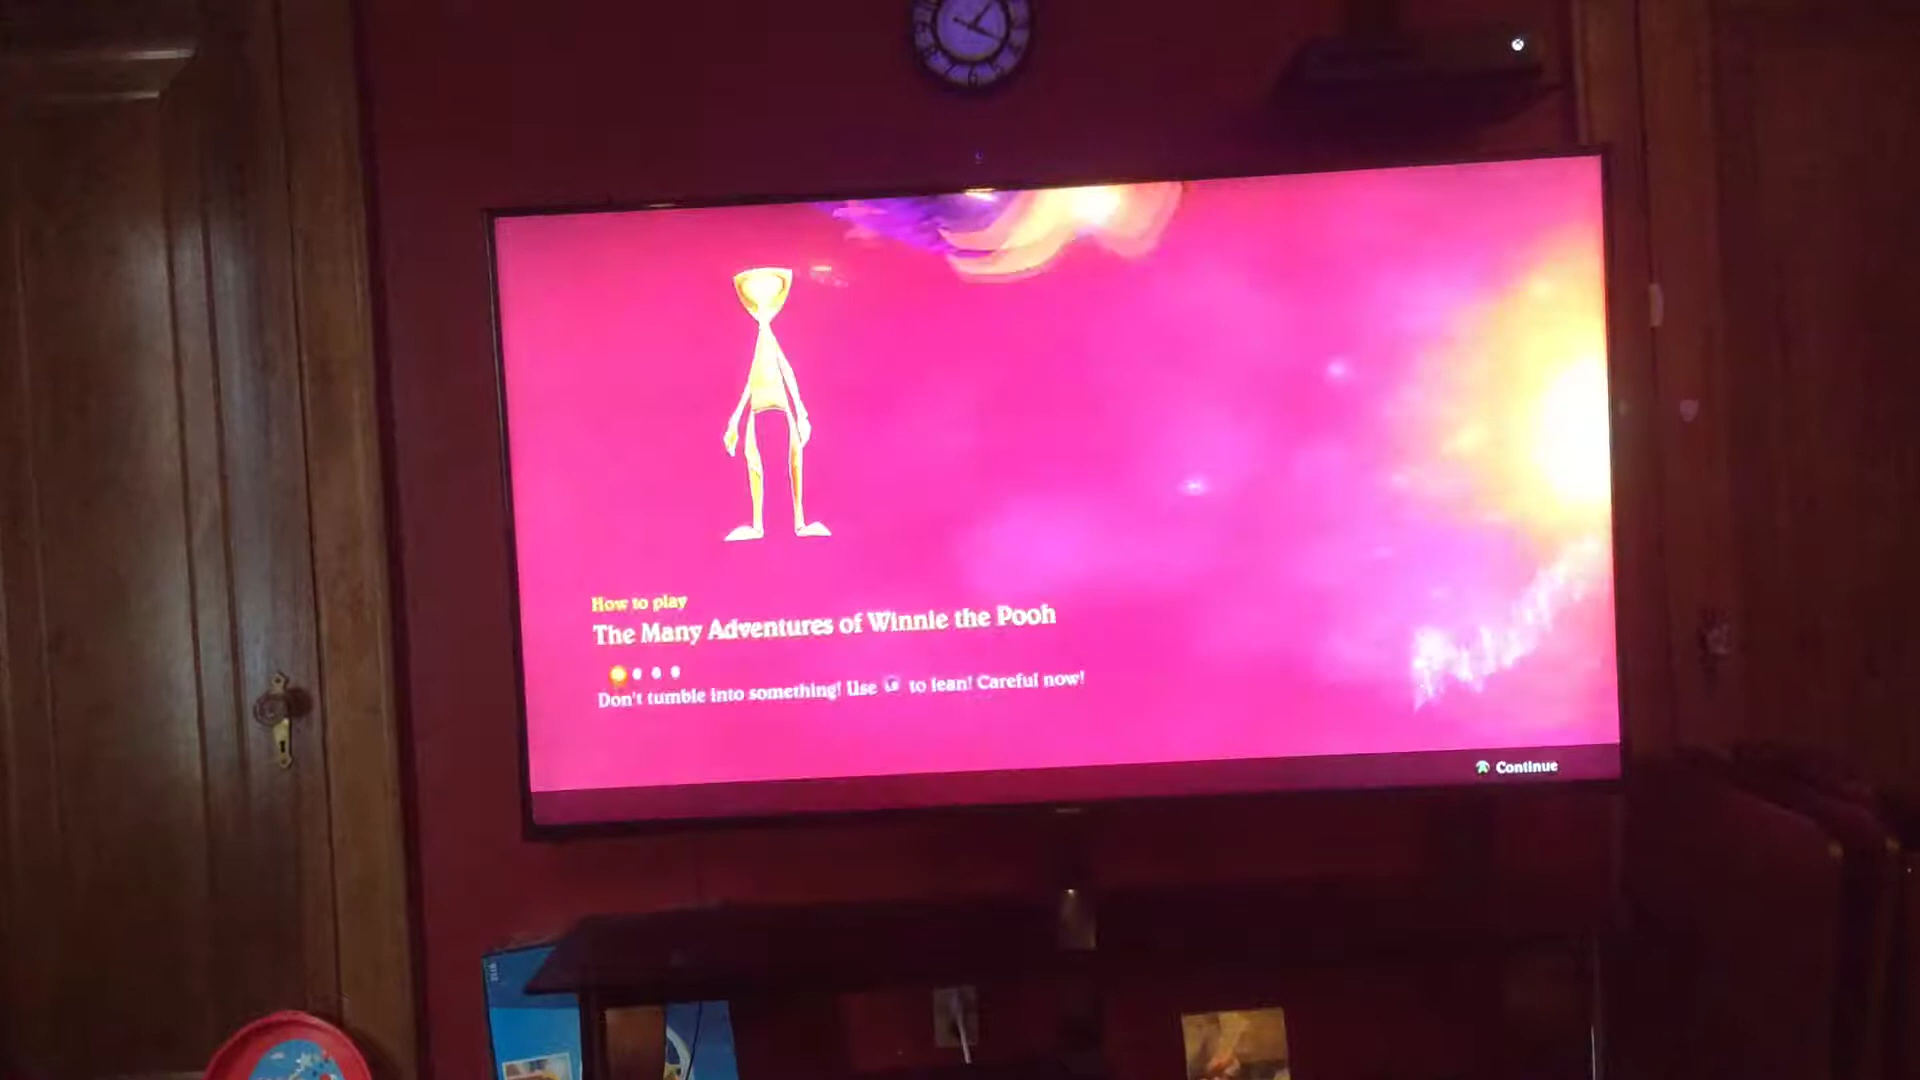 How to play
The Many Adventures of Winnie the Pooh
Don't tumble into something! Use to lean! Careful now!
Continue